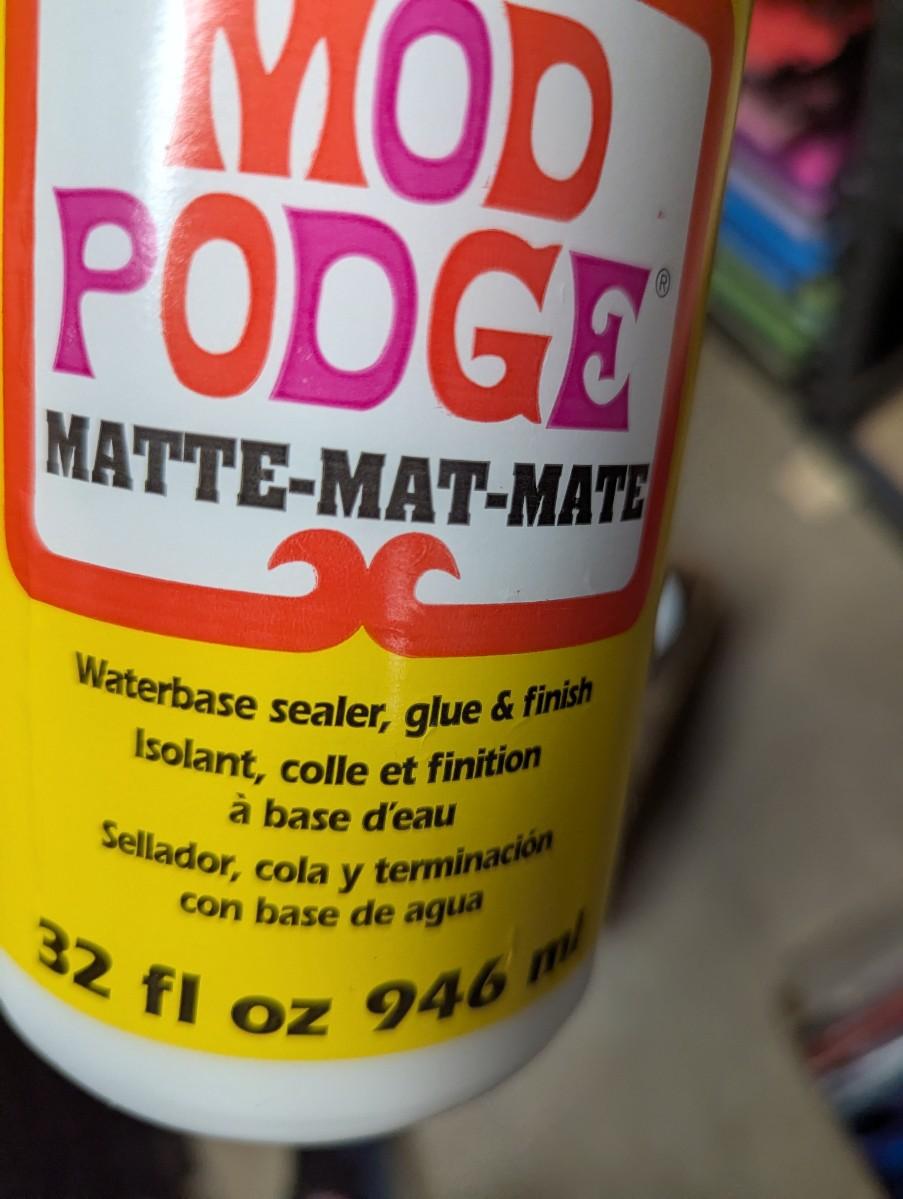 MOD
PODGE®
MATTE-MAT-MATE
Waterbase sealer, glue & finish
Isolant, colle et finition
à base d'eau
Sellador, cola y terminación
con base de agua
32 fl oz 946 ml